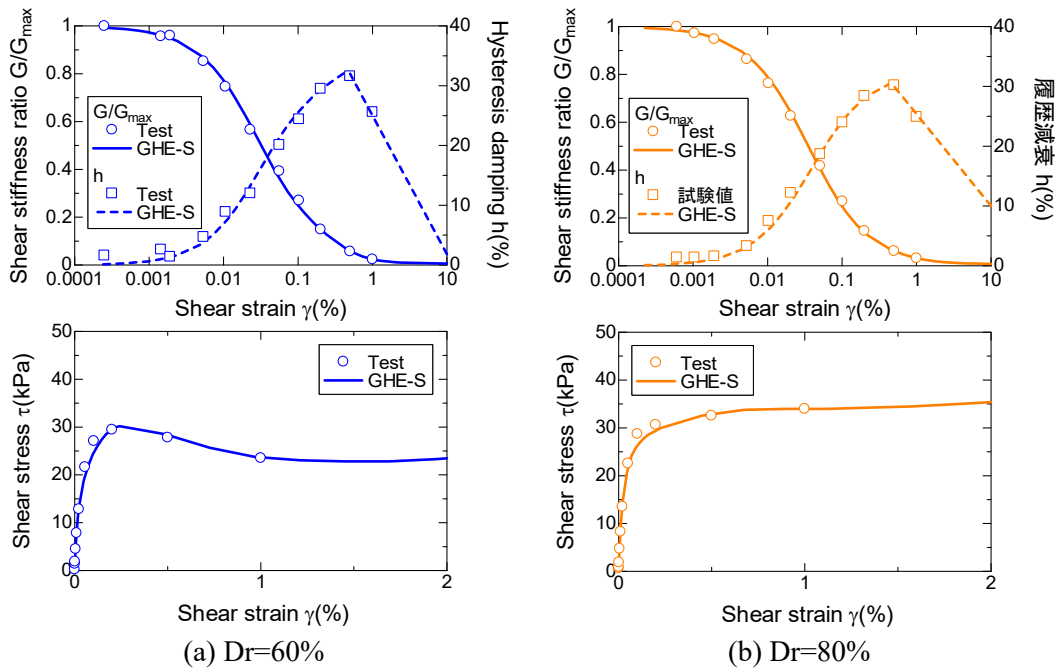 Shear stiffness ratio G/Gmax
1
0.8
0.6
0.4
0.2
0
0.0001
0.001
0.01
0.1
1
10
Shear strain γ(%)
40
30
20
10
0
Hysteresis damping h(%)
G/Gmax
Test
GHE-S
h
Test
GHE-S
Shear stiffness ratio G/Gmax
1
0.8
0.6
0.4
0.2
0
0.0001
0.001
0.01
0.1
1
10
Shear strain γ(%)
40
30
20
10
0
履歴減衰 h(%)
G/Gmax
Test
GHE-S
h
試験値
GHE-S
Shear stress τ(kPa)
50
40
30
20
10
0
0
1
2
Shear strain γ(%)
Test
GHE-S
(a) Dr=60%
Shear stress τ(kPa)
50
40
30
20
10
0
0
1
2
Shear strain γ(%)
Test
GHE-S
(b) Dr=80%